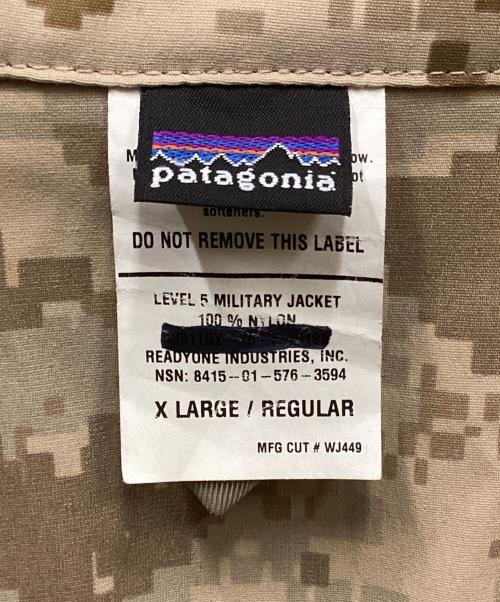 patagonia
softeners.
DO NOT REMOVE THIS LABEL
LEVEL 5 MILITARY JACKET
100 % NYLON
READYONE INDUSTRIES, INC.
NSN: 8415-01-576-3594
X LARGE / REGULAR
MFG CUT # WJ449